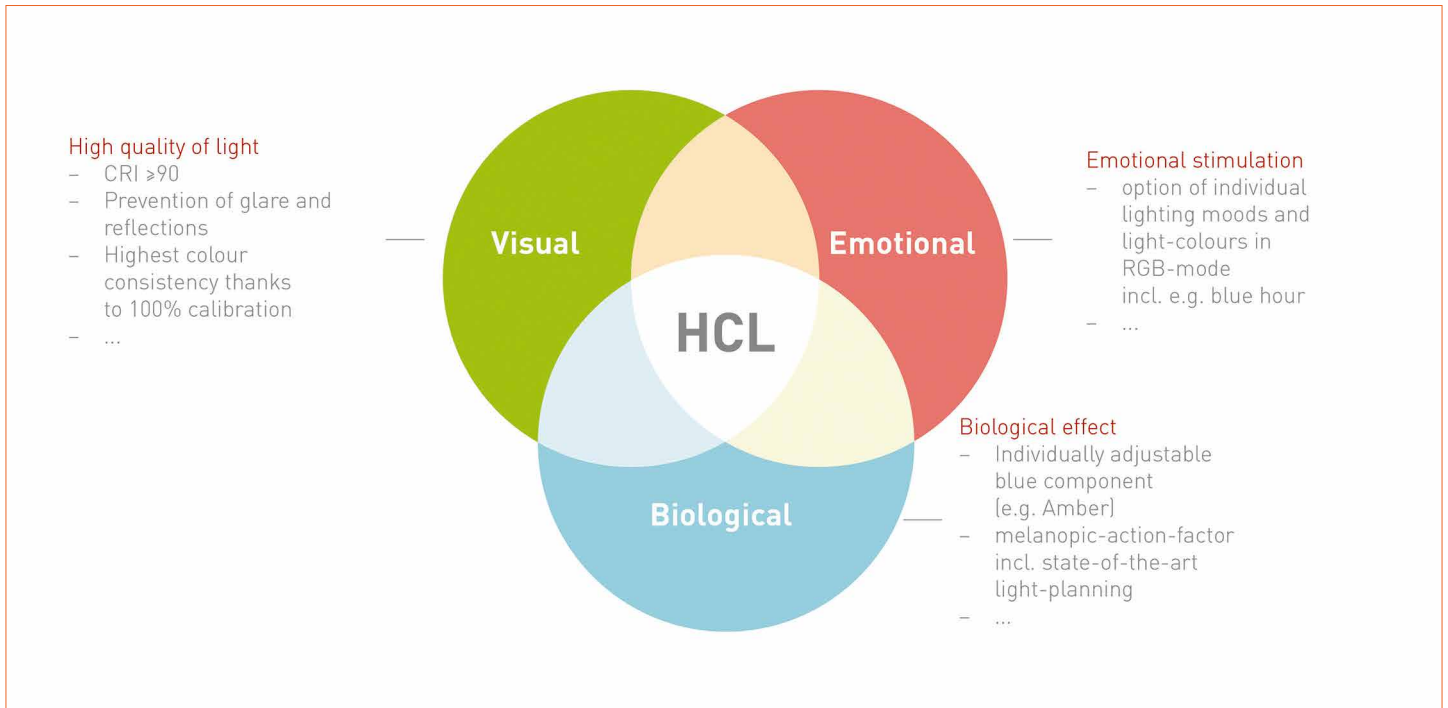 High quality of light
– CRI ≥90
– Prevention of glare and
reflections
– Highest colour
consistency thanks
to 100% calibration
– ...
Visual
Emotional
HCL
Biological
Emotional stimulation
– option of individual
lighting moods and
light-colours in
RGB-mode
incl. e.g. blue hour
– ...
Biological effect
– Individually adjustable
blue component
(e.g. Amber)
– melanopic-action-factor
incl. state-of-the-art
light-planning
– ...